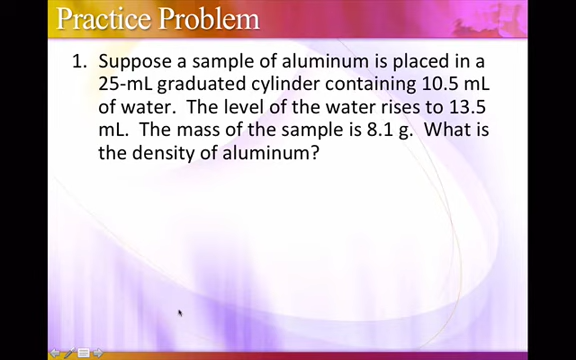 Practice Problem
1. Suppose a sample of aluminum is placed in a
25-mL graduated cylinder containing 10.5 mL
of water.  The level of the water rises to 13.5
mL.  The mass of the sample is 8.1 g.  What is
the density of aluminum?